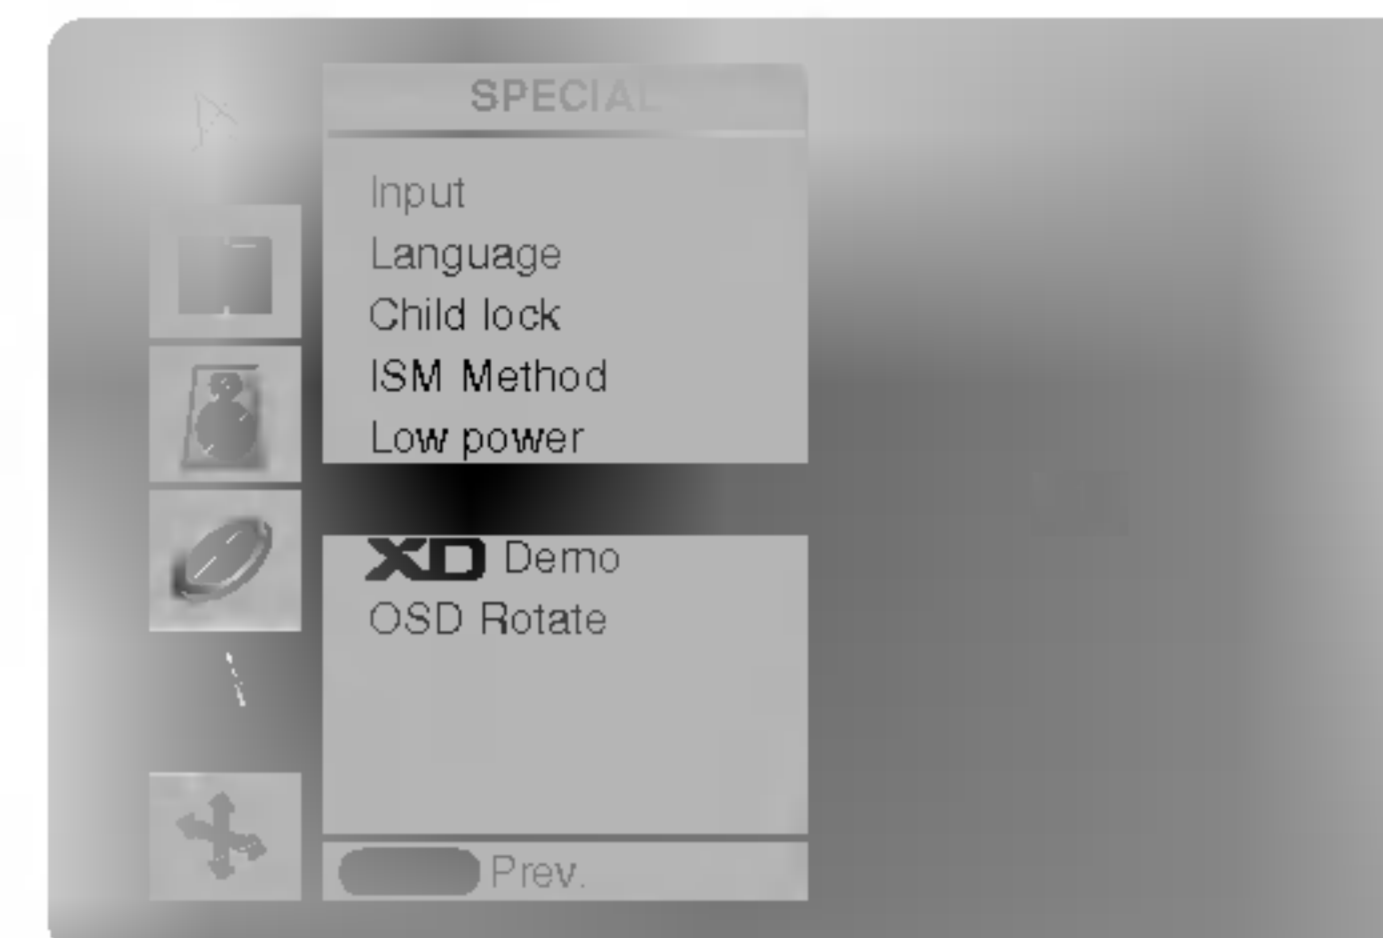 SPECIAL
Input
Language
Child lock
ISM Method
Low power
XD Demo
OSD Rotate
Prev.